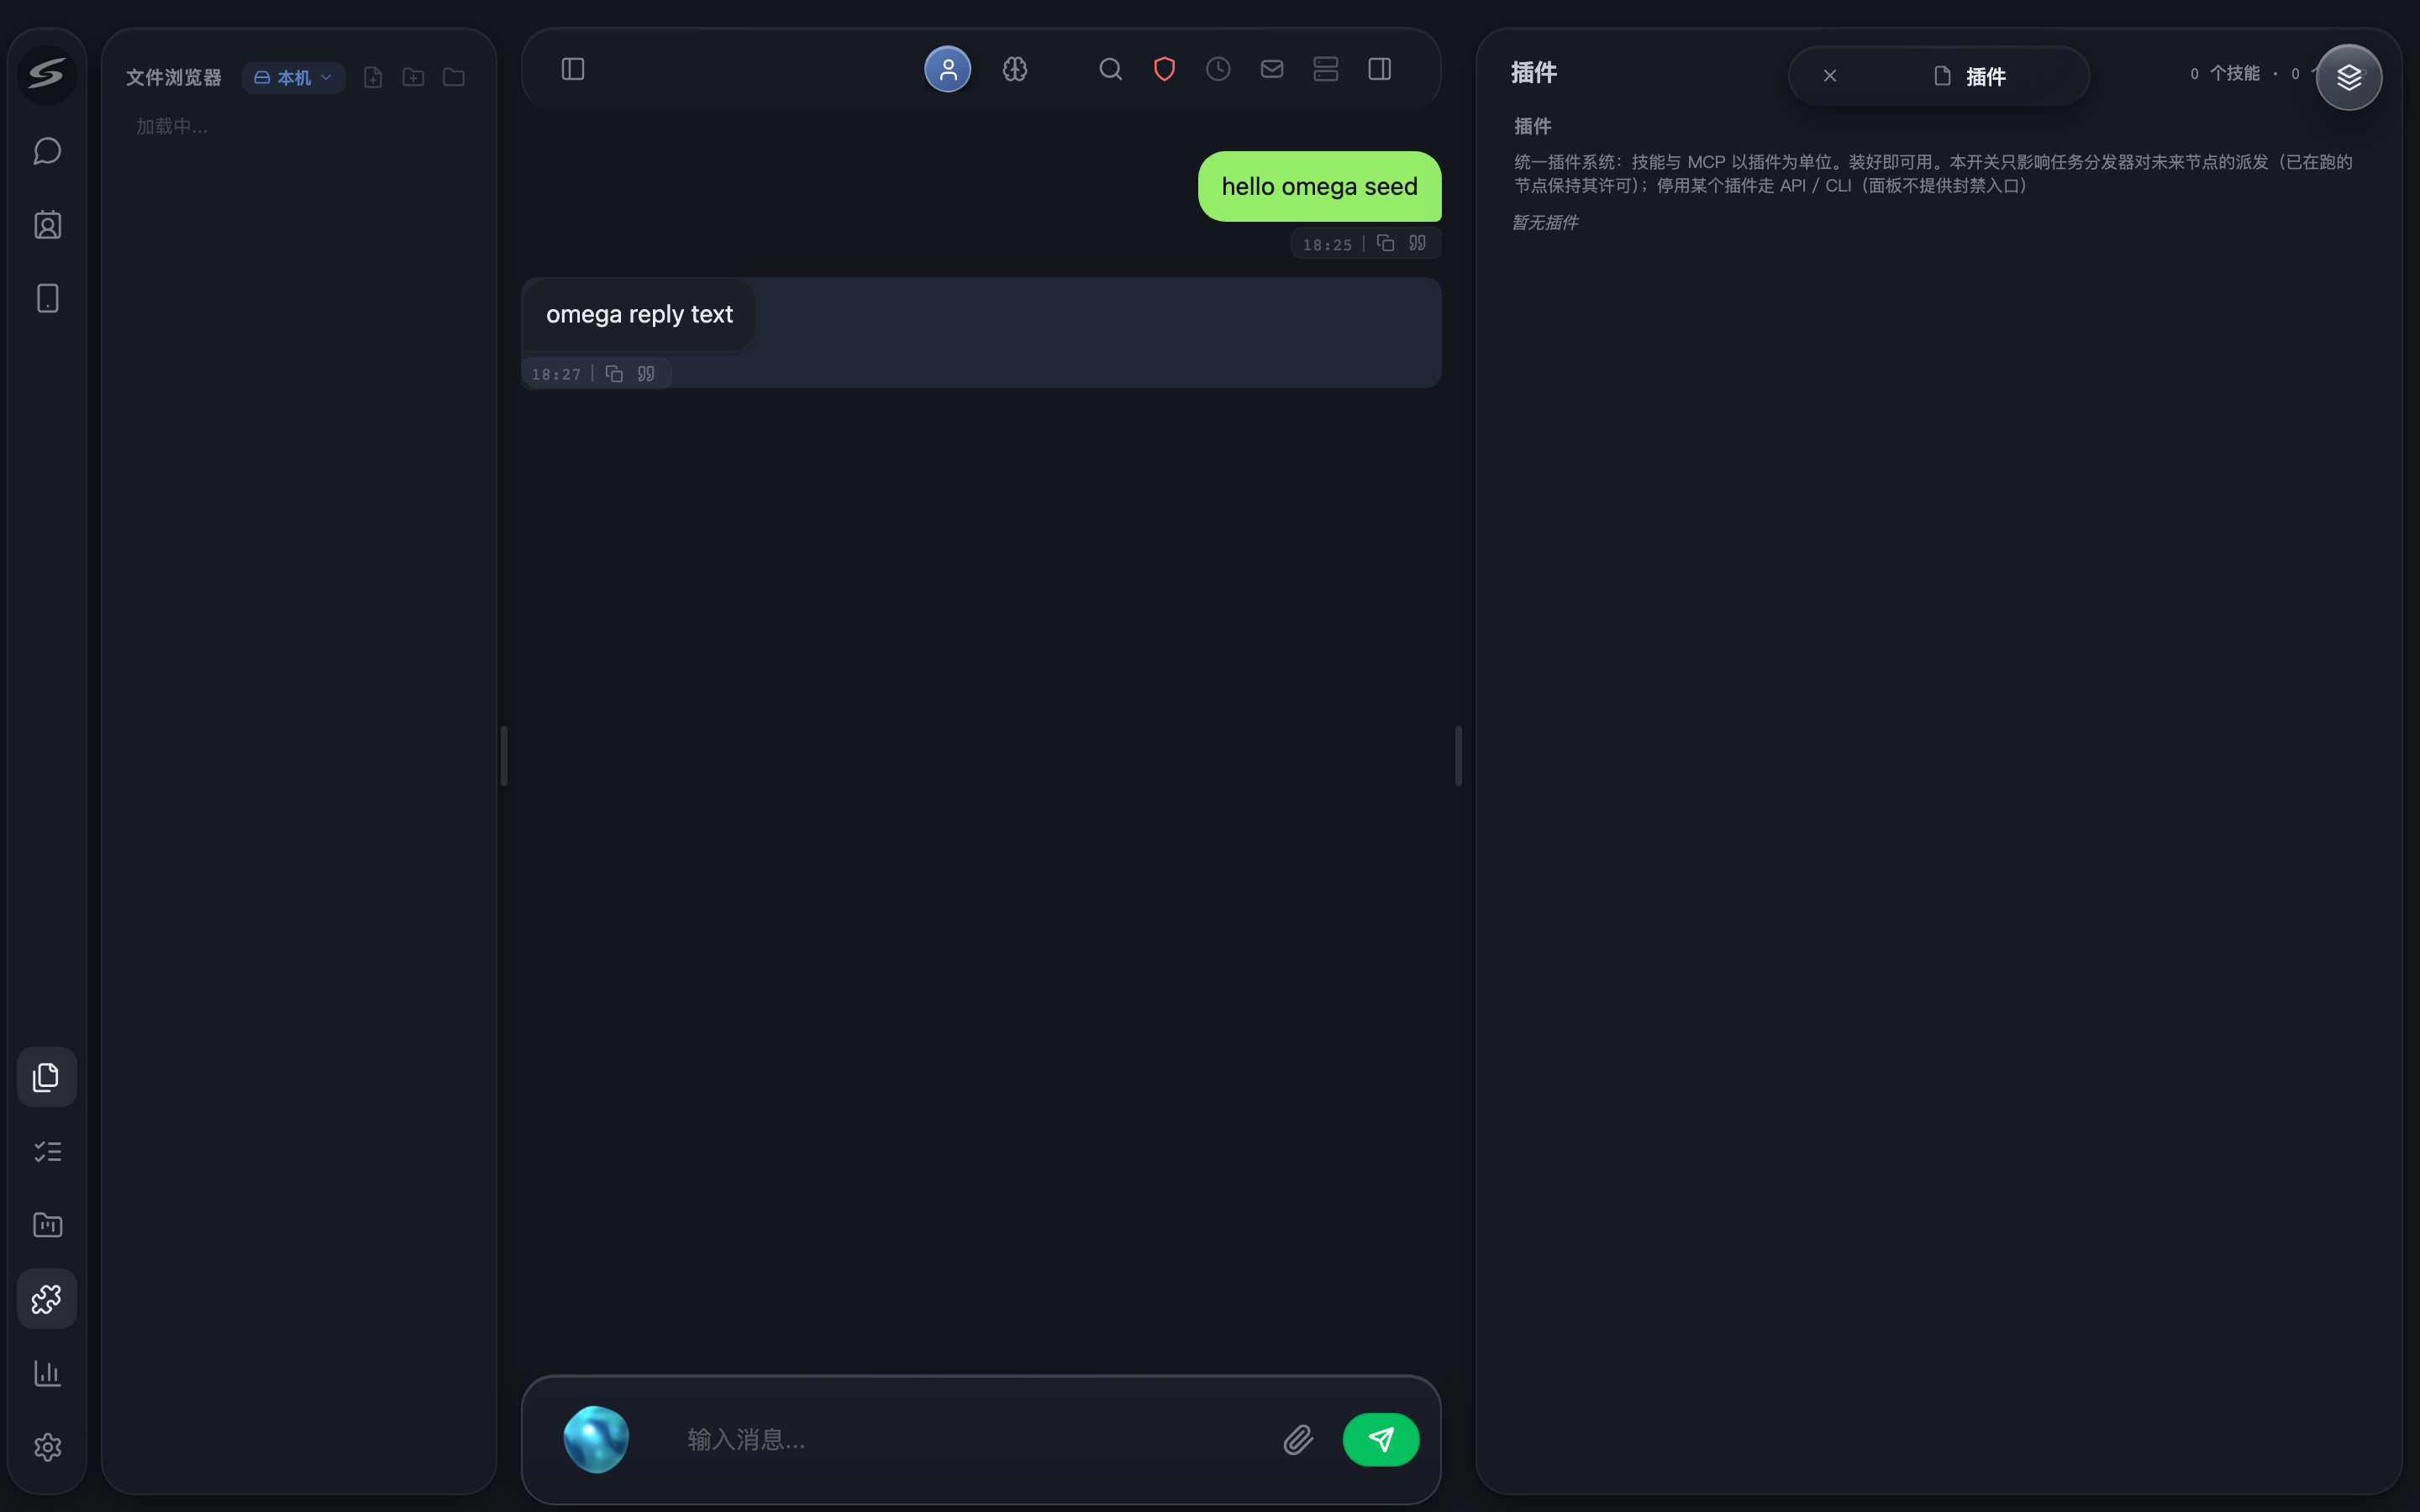 文件浏览器
本机
加载中...
hello omega seed
18:25
omega reply text
18:27
输入消息...
插件
插件
0 个技能 · 0
插件
统一插件系统：技能与 MCP 以插件为单位。装好即可用。本开关只影响任务分发器对未来节点的派发（已在跑的
节点保持其许可）；停用某个插件走 API / CLI（面板不提供封禁入口）
暂无插件